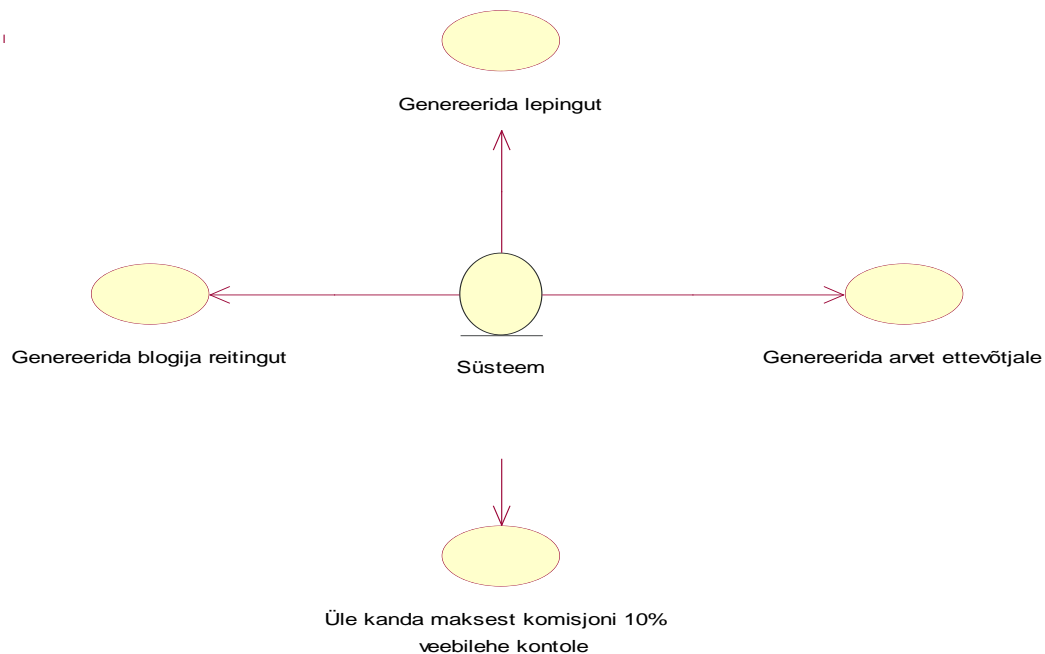 Genereerida lepingut
Genereerida blogija reitingut
Süsteem
Genereerida arvet ettevõtjale
Üle kanda maksest komisjoni 10%
veebilehe kontole